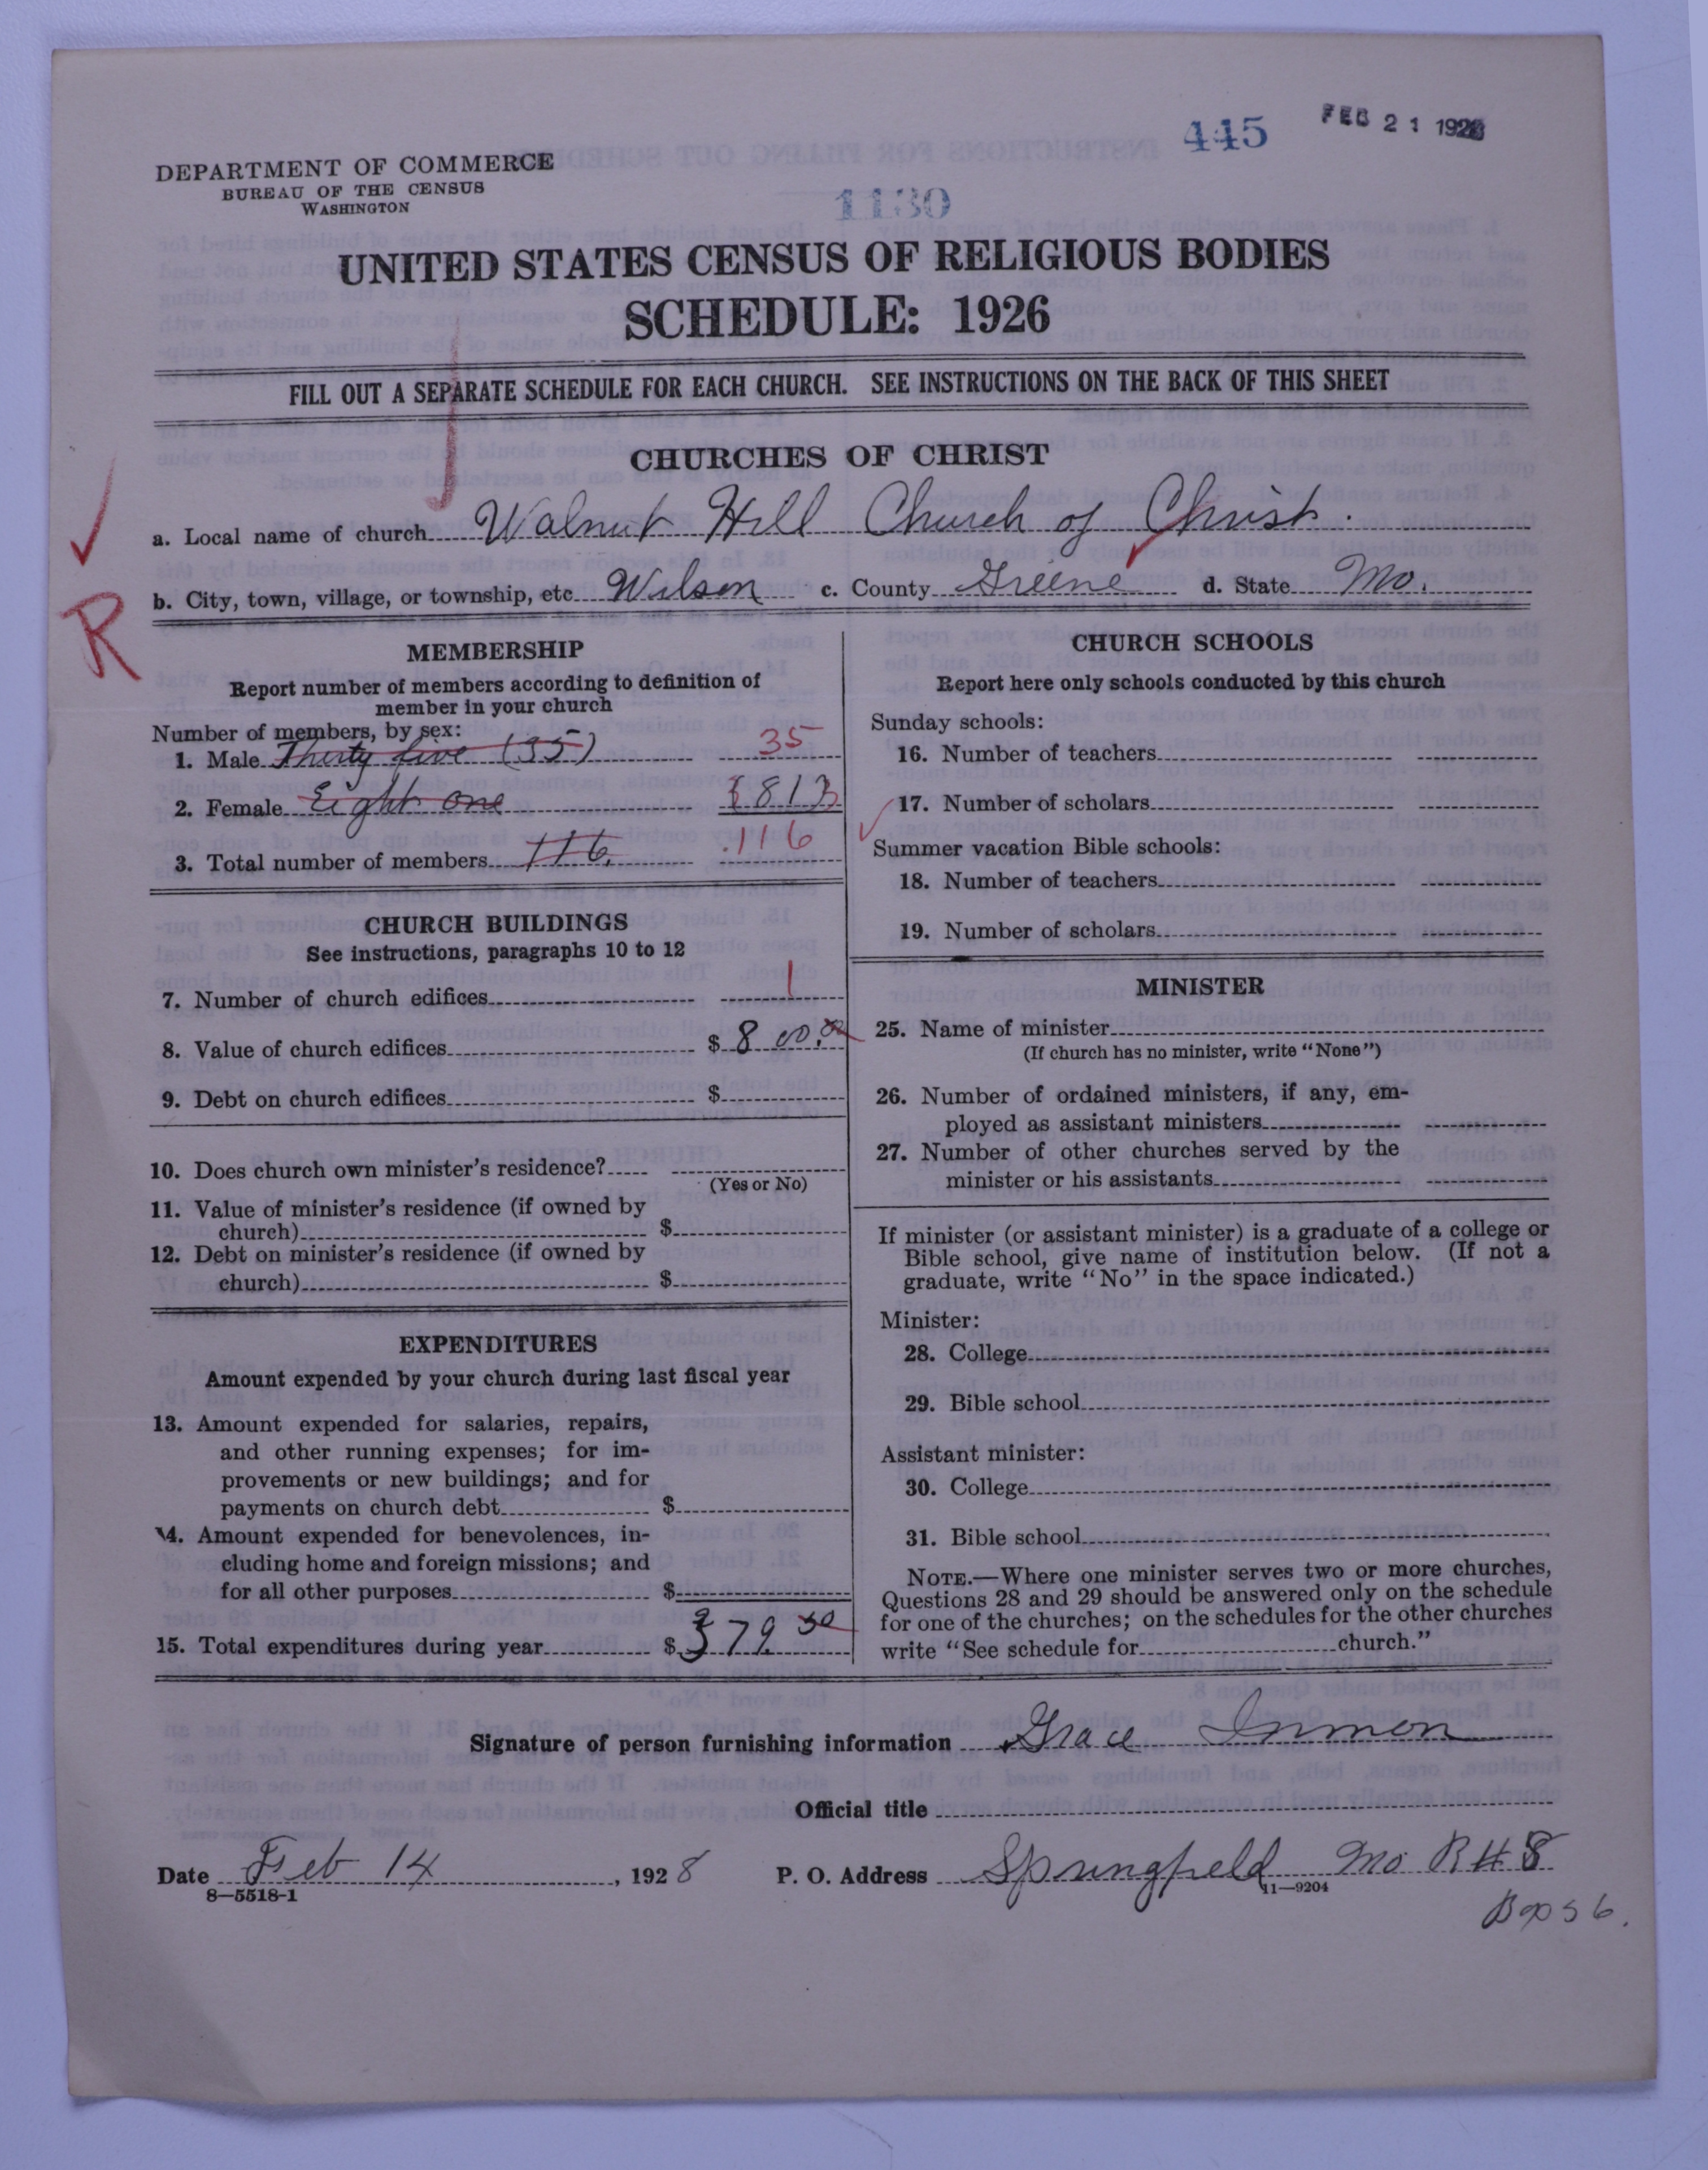 445
FEB 21 1928
DEPARTMENT OF COMMERCE
BUREAU OF THE CENSUS
WASHINGTON
1130
UNITED STATES CENSUS OF RELIGIOUS BODIES
SCHEDULE: 1926
FILL OUT A SEPARATE SCHEDULE FOR EACH CHURCH. SEE INSTRUCTIONS ON THE BACK OF THIS SHEET
CHURCHES OF CHRIST
a. Local name of church Walnut Hill Church of Christ.
b. City, town, village, or township, etc Wilson c. County Greene d. State Mo.
R
MEMBERSHIP
Report number of members according to definition of
member in your church
Number of members, by sex:
1. Male Thirty five (35) 35
2. Female Eight one (81)
3. Total number of members 116. 116
CHURCH BUILDINGS
See instructions, paragraphs 10 to 12
7. Number of church edifices 1
8. Value of church edifices $ 800.00
9. Debt on church edifices $
10. Does church own minister's residence?
(Yes or No)
11. Value of minister's residence (if owned by
church) $
12. Debt on minister's residence (if owned by
church) $
EXPENDITURES
Amount expended by your church during last fiscal year
13. Amount expended for salaries, repairs,
and other running expenses; for im-
provements or new buildings; and for
payments on church debt $
14. Amount expended for benevolences, in-
cluding home and foreign missions; and
for all other purposes $
15. Total expenditures during year $ 379.50
CHURCH SCHOOLS
Report here only schools conducted by this church
Sunday schools:
16. Number of teachers
17. Number of scholars
Summer vacation Bible schools:
18. Number of teachers
19. Number of scholars
MINISTER
25. Name of minister
(If church has no minister, write "None")
26. Number of ordained ministers, if any, em-
ployed as assistant ministers
27. Number of other churches served by the
minister or his assistants
If minister (or assistant minister) is a graduate of a college or
Bible school, give name of institution below. (If not a
graduate, write "No" in the space indicated.)
Minister:
28. College
29. Bible school
Assistant minister:
30. College
31. Bible school
NOTE.—Where one minister serves two or more churches,
Questions 28 and 29 should be answered only on the schedule
for one of the churches; on the schedules for the other churches
write "See schedule for church."
Signature of person furnishing information Grace Inmon
Official title
Date Feb 14, 1928 P. O. Address Springfield Mo R#8
8—5518-1 11—9204
Box 56.